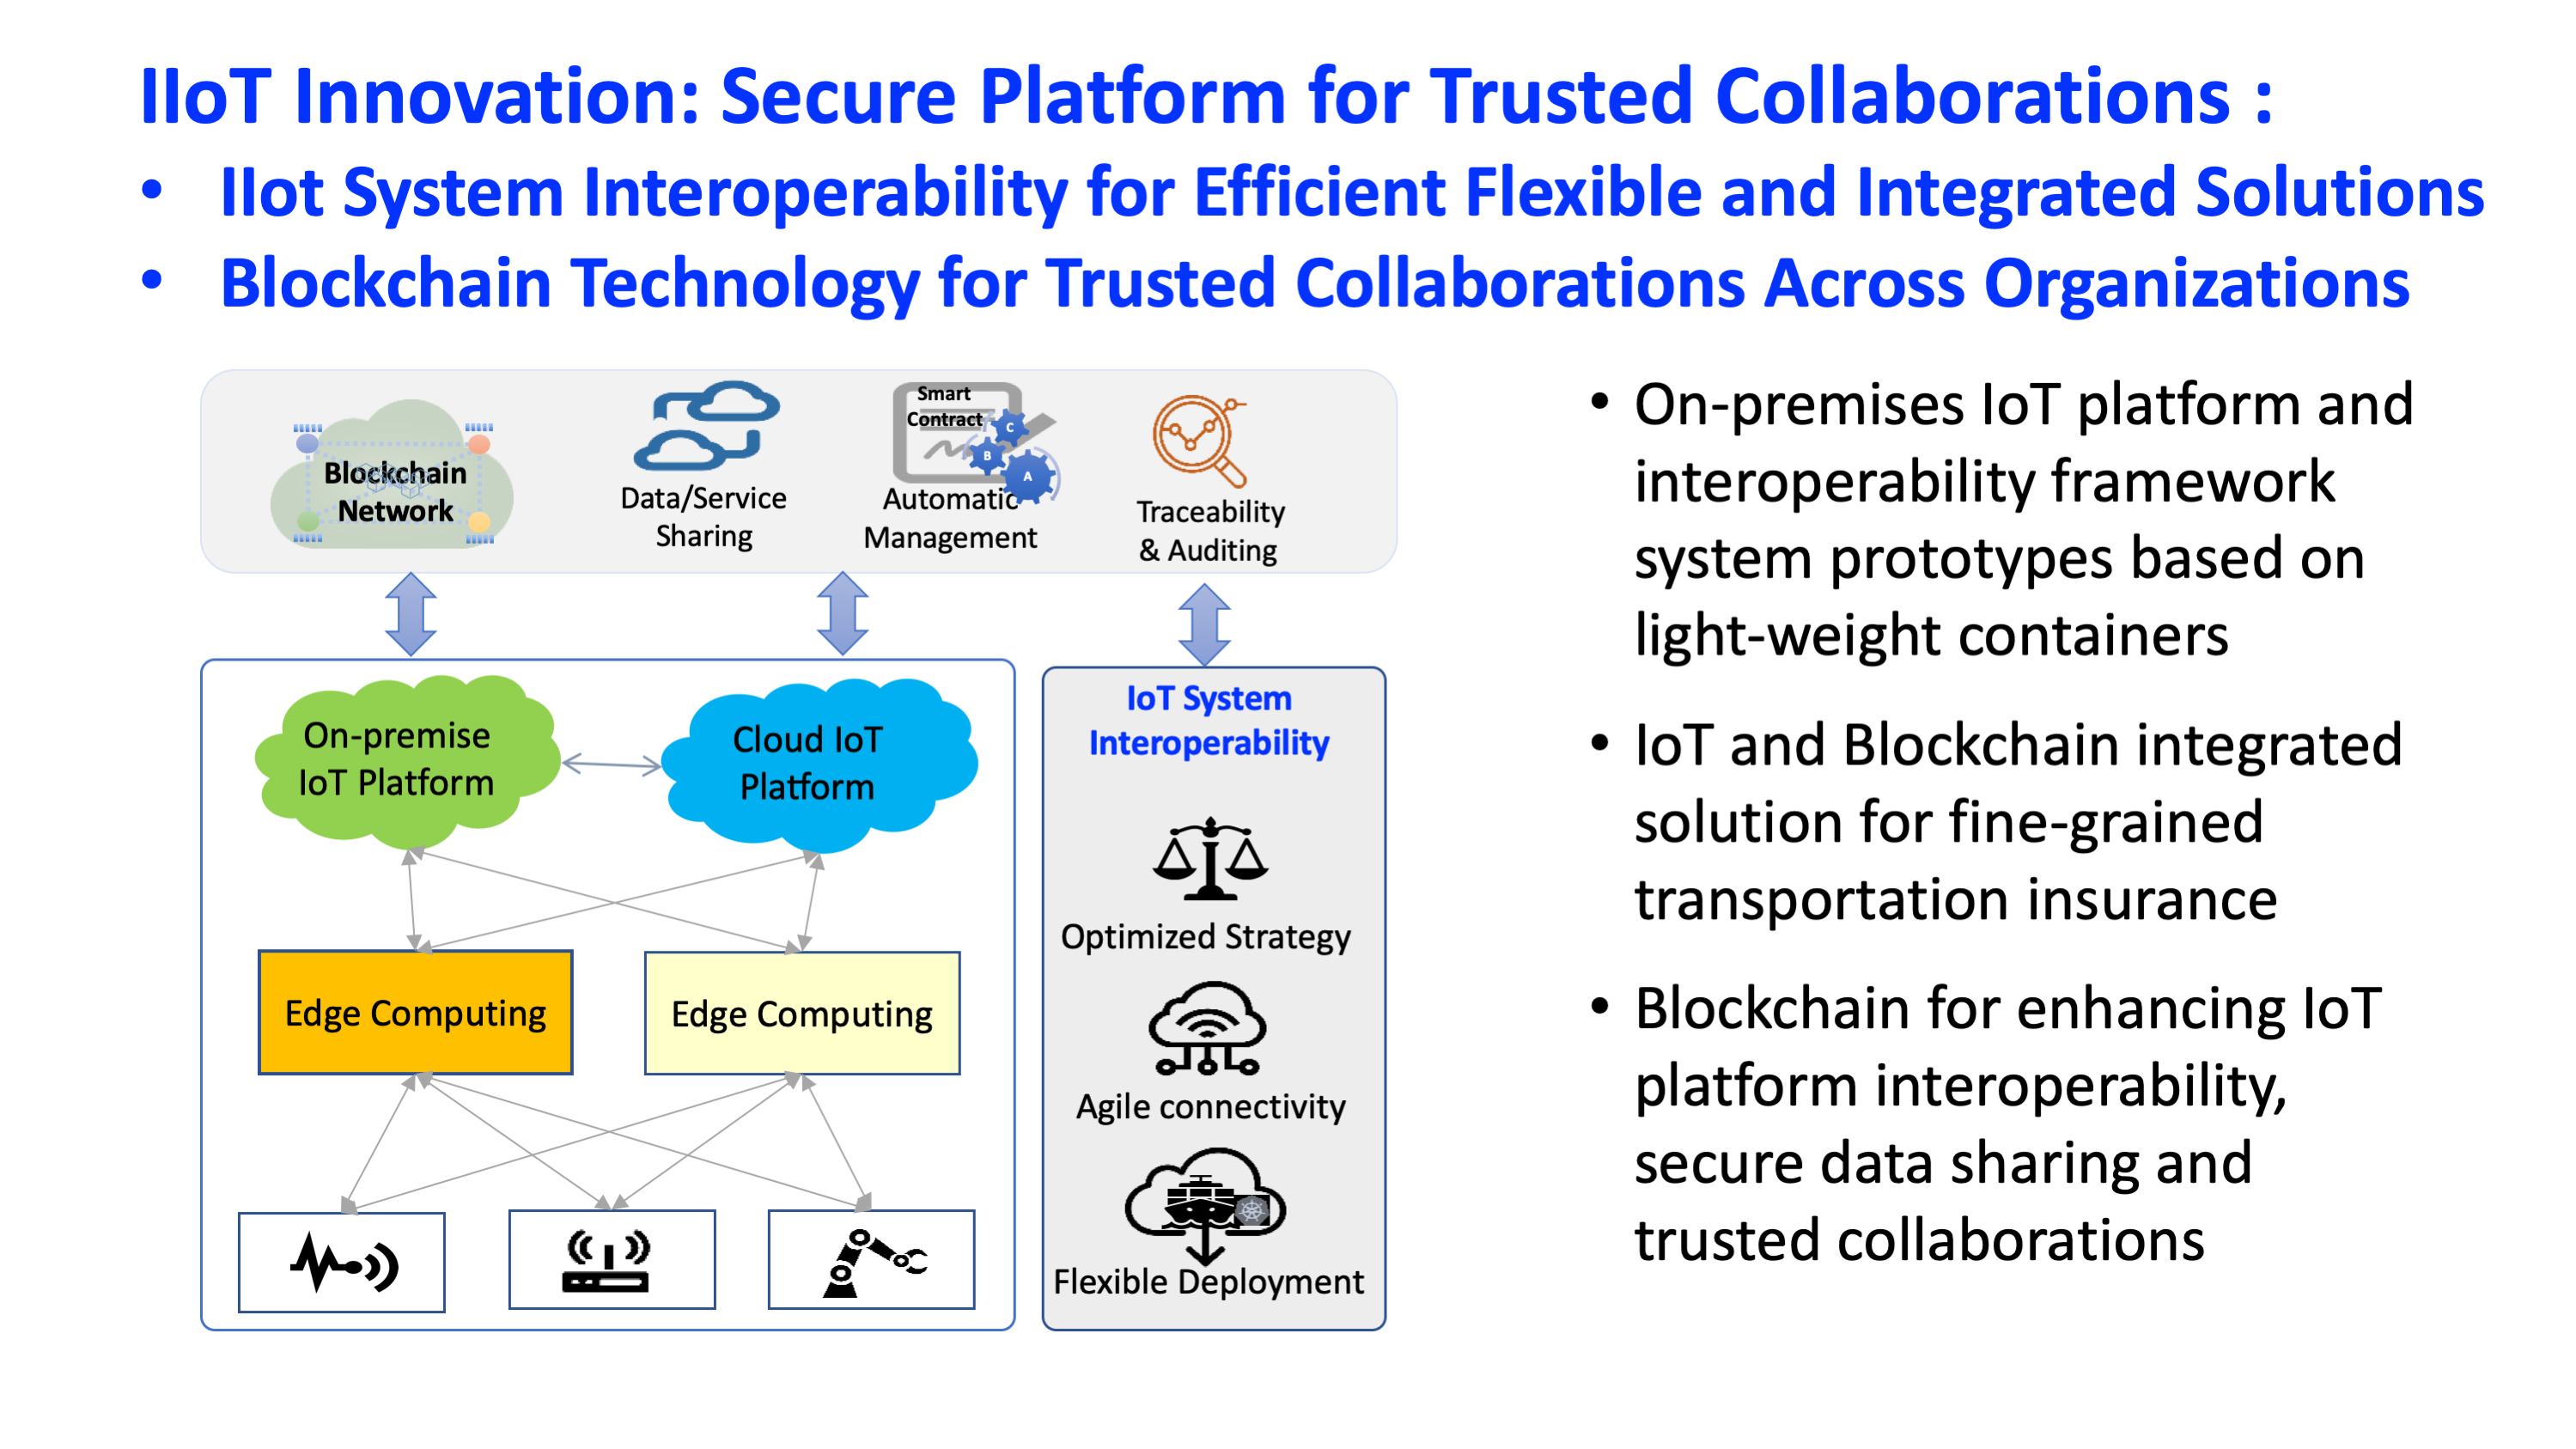 IIoT Innovation: Secure Platform for Trusted Collaborations :
• IIot System Interoperability for Efficient Flexible and Integrated Solutions
• Blockchain Technology for Trusted Collaborations Across Organizations
Blockchain
Network
Data/Service
Sharing
Smart
Contract
C
B
A
Automatic
Management
Traceability
& Auditing
On-premise
IoT Platform
Cloud IoT
Platform
Edge Computing
Edge Computing
IoT System
Interoperability
Optimized Strategy
Agile connectivity
Flexible Deployment
• On-premises IoT platform and
interoperability framework
system prototypes based on
light-weight containers
• IoT and Blockchain integrated
solution for fine-grained
transportation insurance
• Blockchain for enhancing IoT
platform interoperability,
secure data sharing and
trusted collaborations